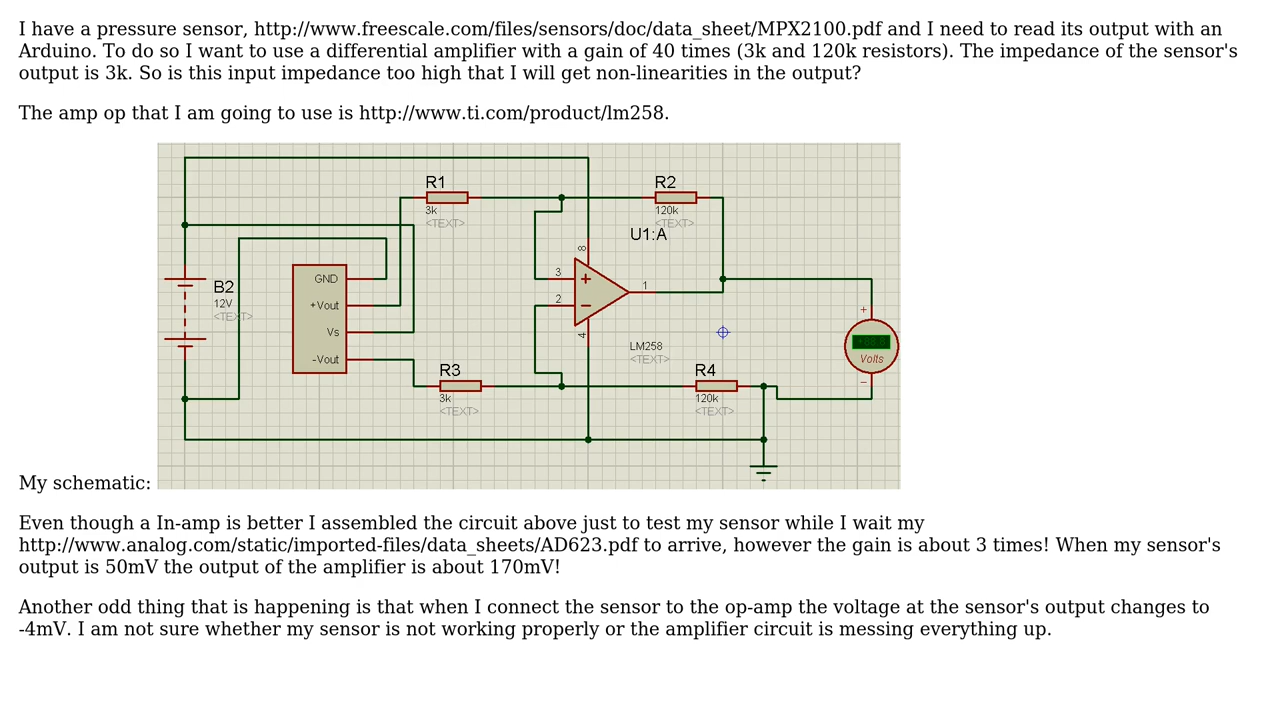 I have a pressure sensor, http://www.freescale.com/files/sensors/doc/data_sheet/MPX2100.pdf and I need to read its output with an
Arduino. To do so I want to use a differential amplifier with a gain of 40 times (3k and 120k resistors). The impedance of the sensor's
output is 3k. So is this input impedance too high that I will get non-linearities in the output?
The amp op that I am going to use is http://www.ti.com/product/lm258.
R1
3k
<TEXT>
R2
120k
<TEXT>
U1:A
8
3
+
2
−
1
4
LM258
<TEXT>
B2
12V
<TEXT>
GND
+Vout
Vs
-Vout
R3
3k
<TEXT>
R4
120k
<TEXT>
+
Volts
−
My schematic:
Even though a In-amp is better I assembled the circuit above just to test my sensor while I wait my
http://www.analog.com/static/imported-files/data_sheets/AD623.pdf to arrive, however the gain is about 3 times! When my sensor's
output is 50mV the output of the amplifier is about 170mV!
Another odd thing that is happening is that when I connect the sensor to the op-amp the voltage at the sensor's output changes to
-4mV. I am not sure whether my sensor is not working properly or the amplifier circuit is messing everything up.